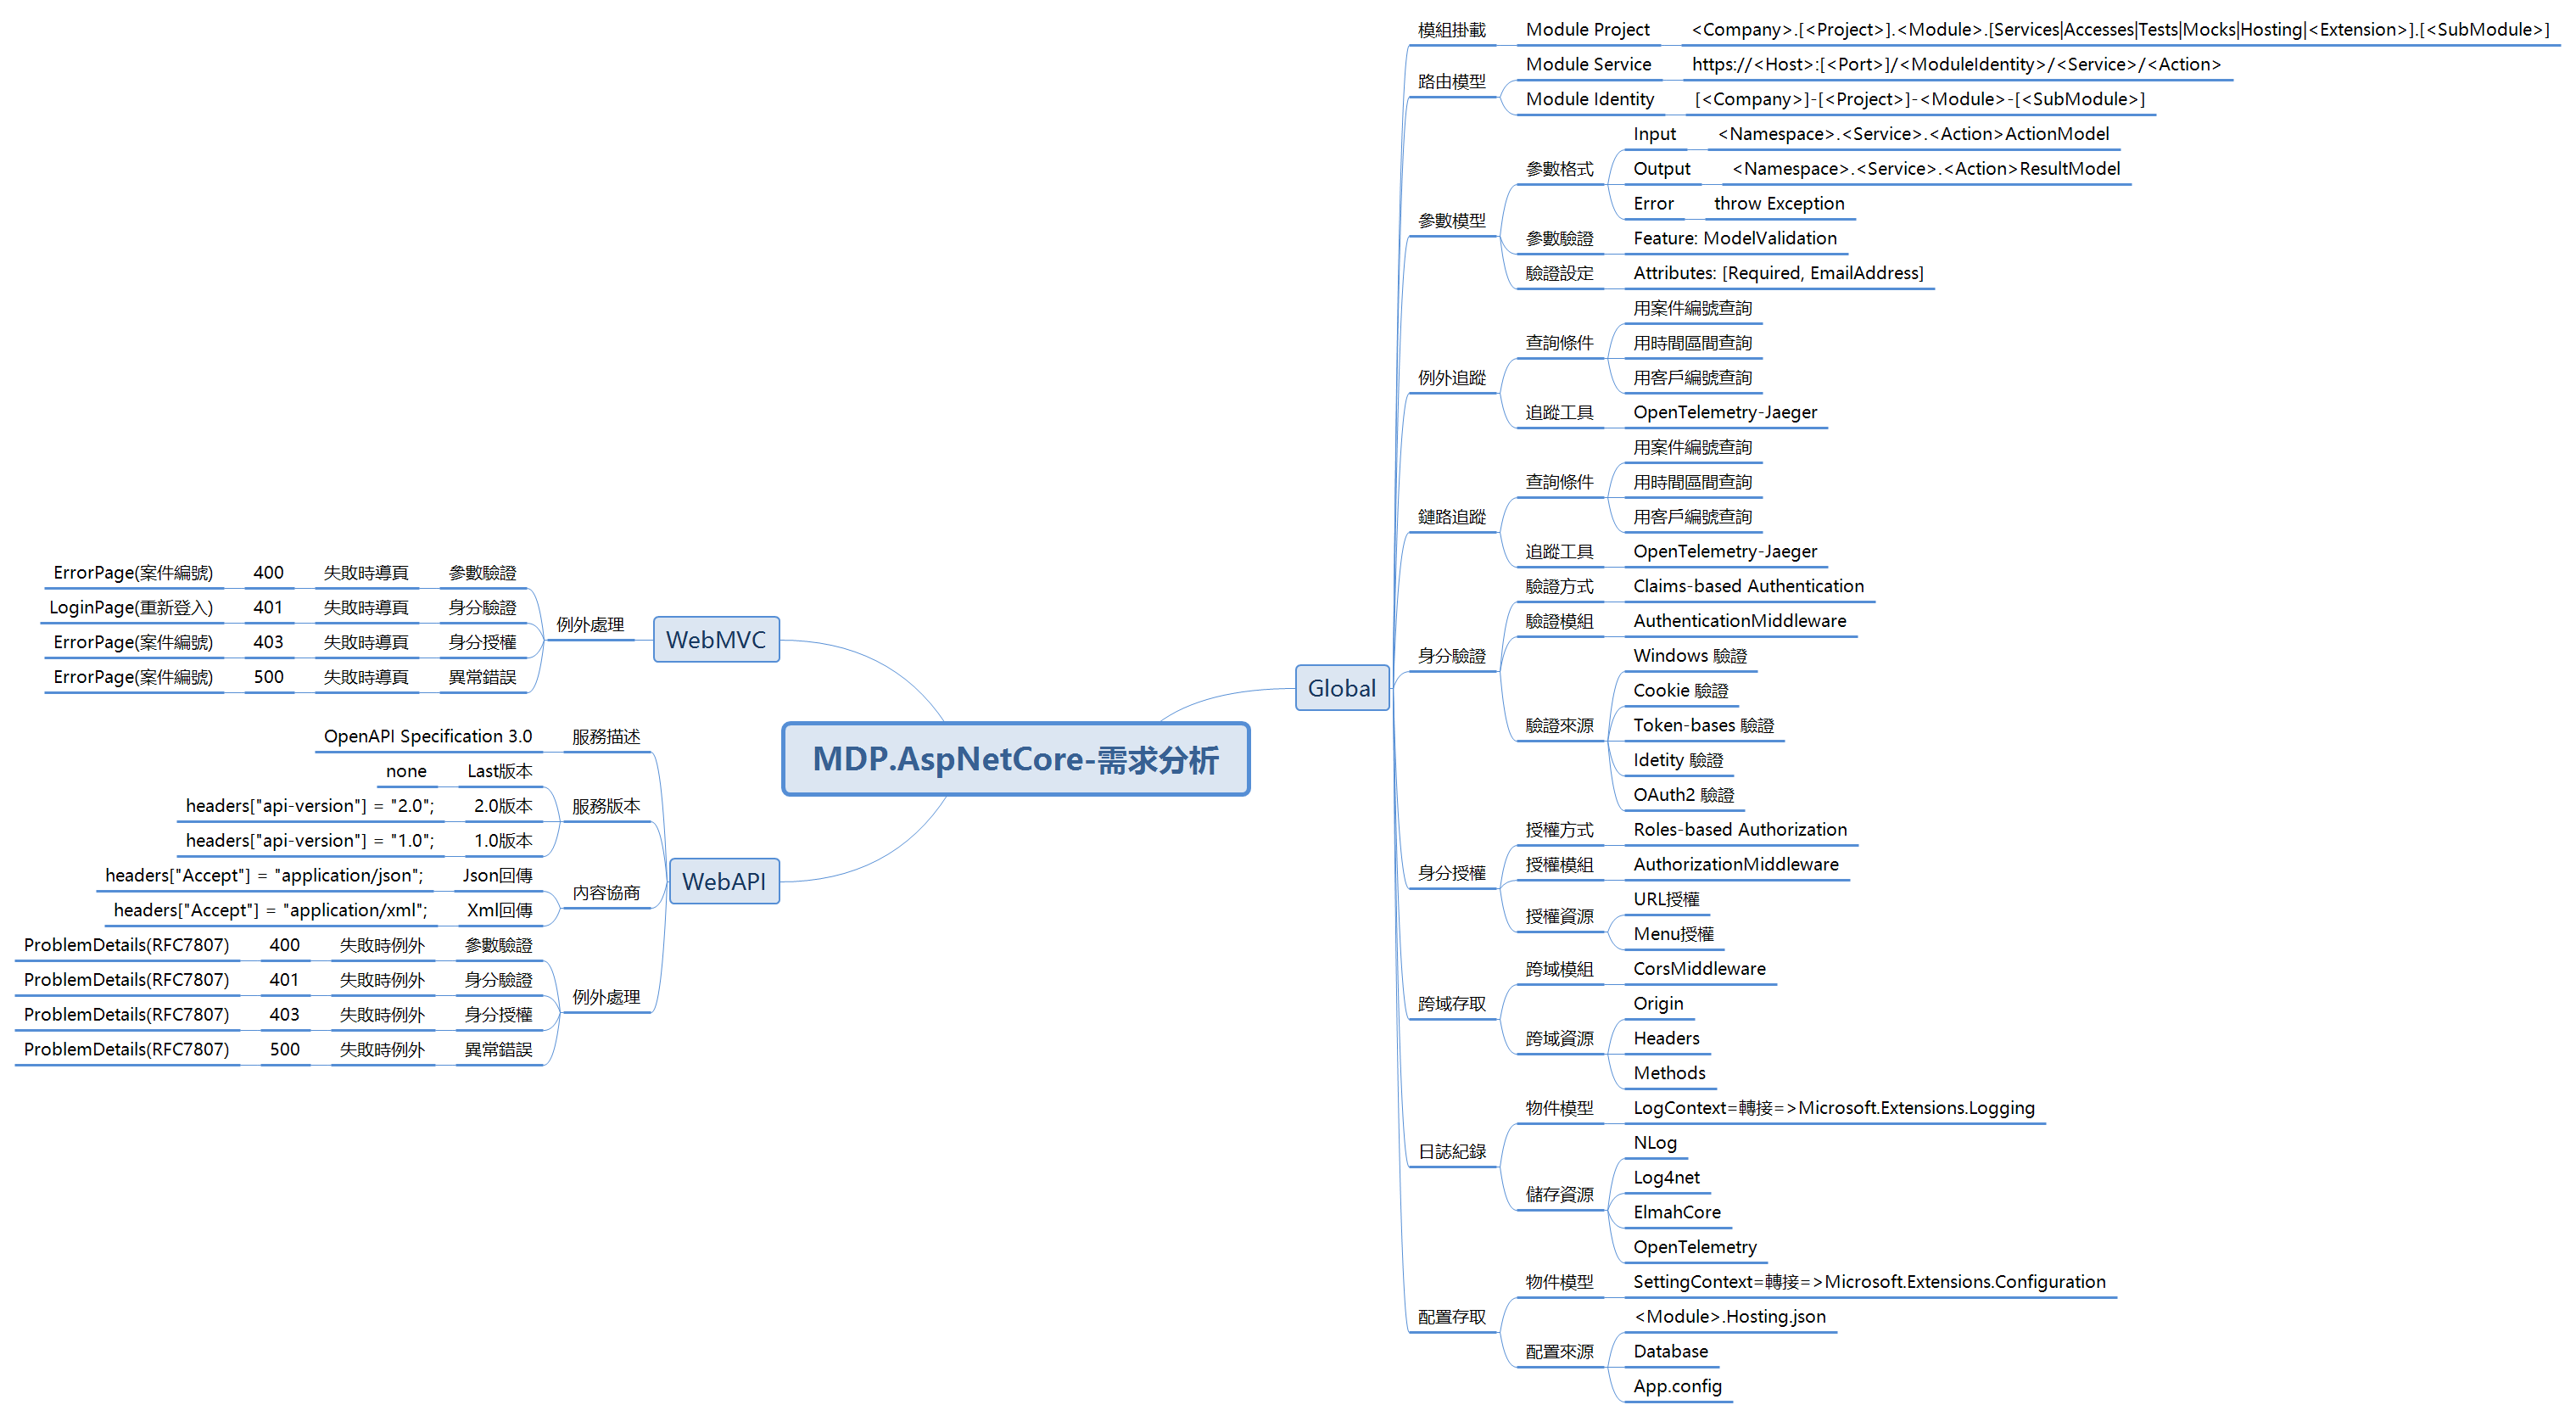 MDP.AspNetCore-需求分析
WebMVC
例外處理
參數驗證 失敗時導頁 400 ErrorPage(案件編號)
身分驗證 失敗時導頁 401 LoginPage(重新登入)
身分授權 失敗時導頁 403 ErrorPage(案件編號)
異常錯誤 失敗時導頁 500 ErrorPage(案件編號)
WebAPI
服務描述 OpenAPI Specification 3.0
服務版本
Last版本 none
2.0版本 headers["api-version"] = "2.0";
1.0版本 headers["api-version"] = "1.0";
內容協商
Json回傳 headers["Accept"] = "application/json";
Xml回傳 headers["Accept"] = "application/xml";
例外處理
參數驗證 失敗時例外 400 ProblemDetails(RFC7807)
身分驗證 失敗時例外 401 ProblemDetails(RFC7807)
身分授權 失敗時例外 403 ProblemDetails(RFC7807)
異常錯誤 失敗時例外 500 ProblemDetails(RFC7807)
Global
模組掛載 Module Project <Company>.[<Project>].<Module>.[Services|Accesses|Tests|Mocks|Hosting|<Extension>].[<SubModule>]
路由模型
Module Service https://<Host>:[<Port>]/<ModuleIdentity>/<Service>/<Action>
Module Identity [<Company>]-[<Project>]-<Module>-[<SubModule>]
參數模型
參數格式
Input <Namespace>.<Service>.<Action>ActionModel
Output <Namespace>.<Service>.<Action>ResultModel
Error throw Exception
參數驗證 Feature: ModelValidation
驗證設定 Attributes: [Required, EmailAddress]
例外追蹤
查詢條件
用案件編號查詢
用時間區間查詢
用客戶編號查詢
追蹤工具 OpenTelemetry-Jaeger
鏈路追蹤
查詢條件
用案件編號查詢
用時間區間查詢
用客戶編號查詢
追蹤工具 OpenTelemetry-Jaeger
身分驗證
驗證方式 Claims-based Authentication
驗證模組 AuthenticationMiddleware
驗證來源
Windows 驗證
Cookie 驗證
Token-bases 驗證
Idetity 驗證
OAuth2 驗證
身分授權
授權方式 Roles-based Authorization
授權模組 AuthorizationMiddleware
授權資源
URL授權
Menu授權
跨域存取
跨域模組 CorsMiddleware
跨域資源
Origin
Headers
Methods
日誌紀錄
物件模型 LogContext=轉接=>Microsoft.Extensions.Logging
儲存資源
NLog
Log4net
ElmahCore
OpenTelemetry
配置存取
物件模型 SettingContext=轉接=>Microsoft.Extensions.Configuration
配置來源
<Module>.Hosting.json
Database
App.config